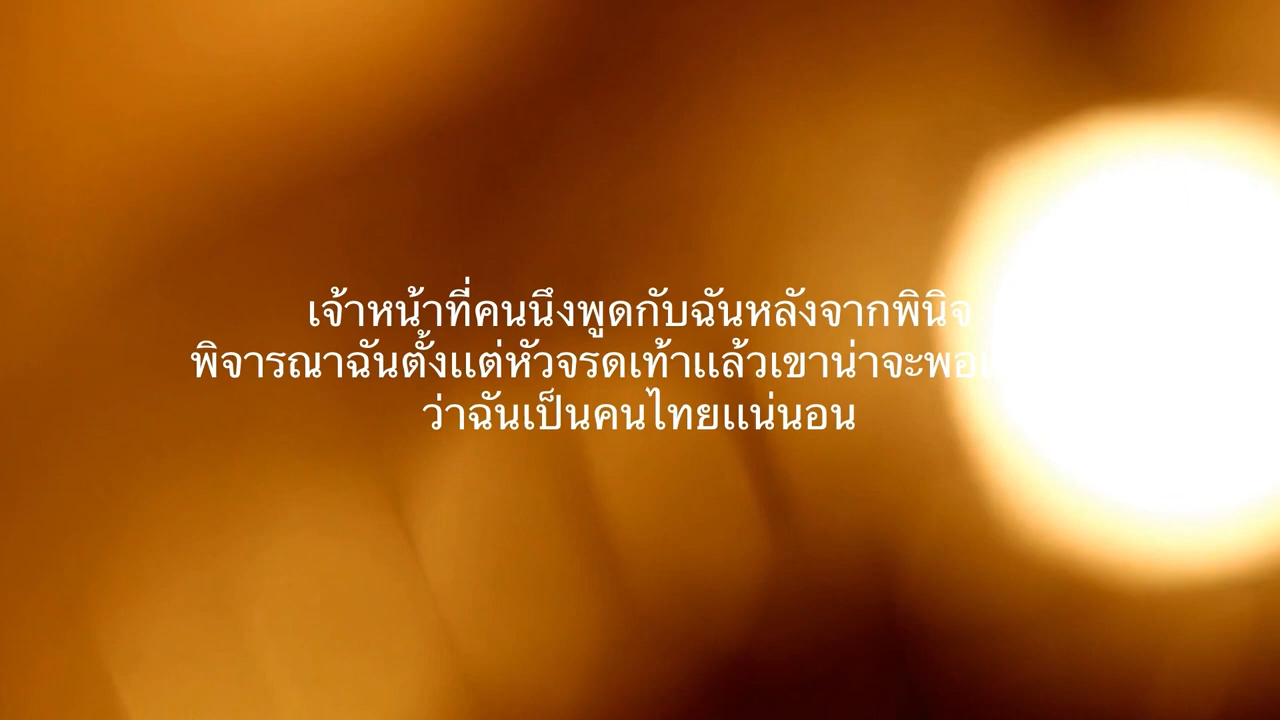 เจ้าหน้าที่คนนึงพูดกับฉันหลังจากพินิจ
พิจารณาฉันตั้งแต่หัวจรดเท้าแล้วเขาน่าจะพอ
ว่าฉันเป็นคนไทยแน่นอน